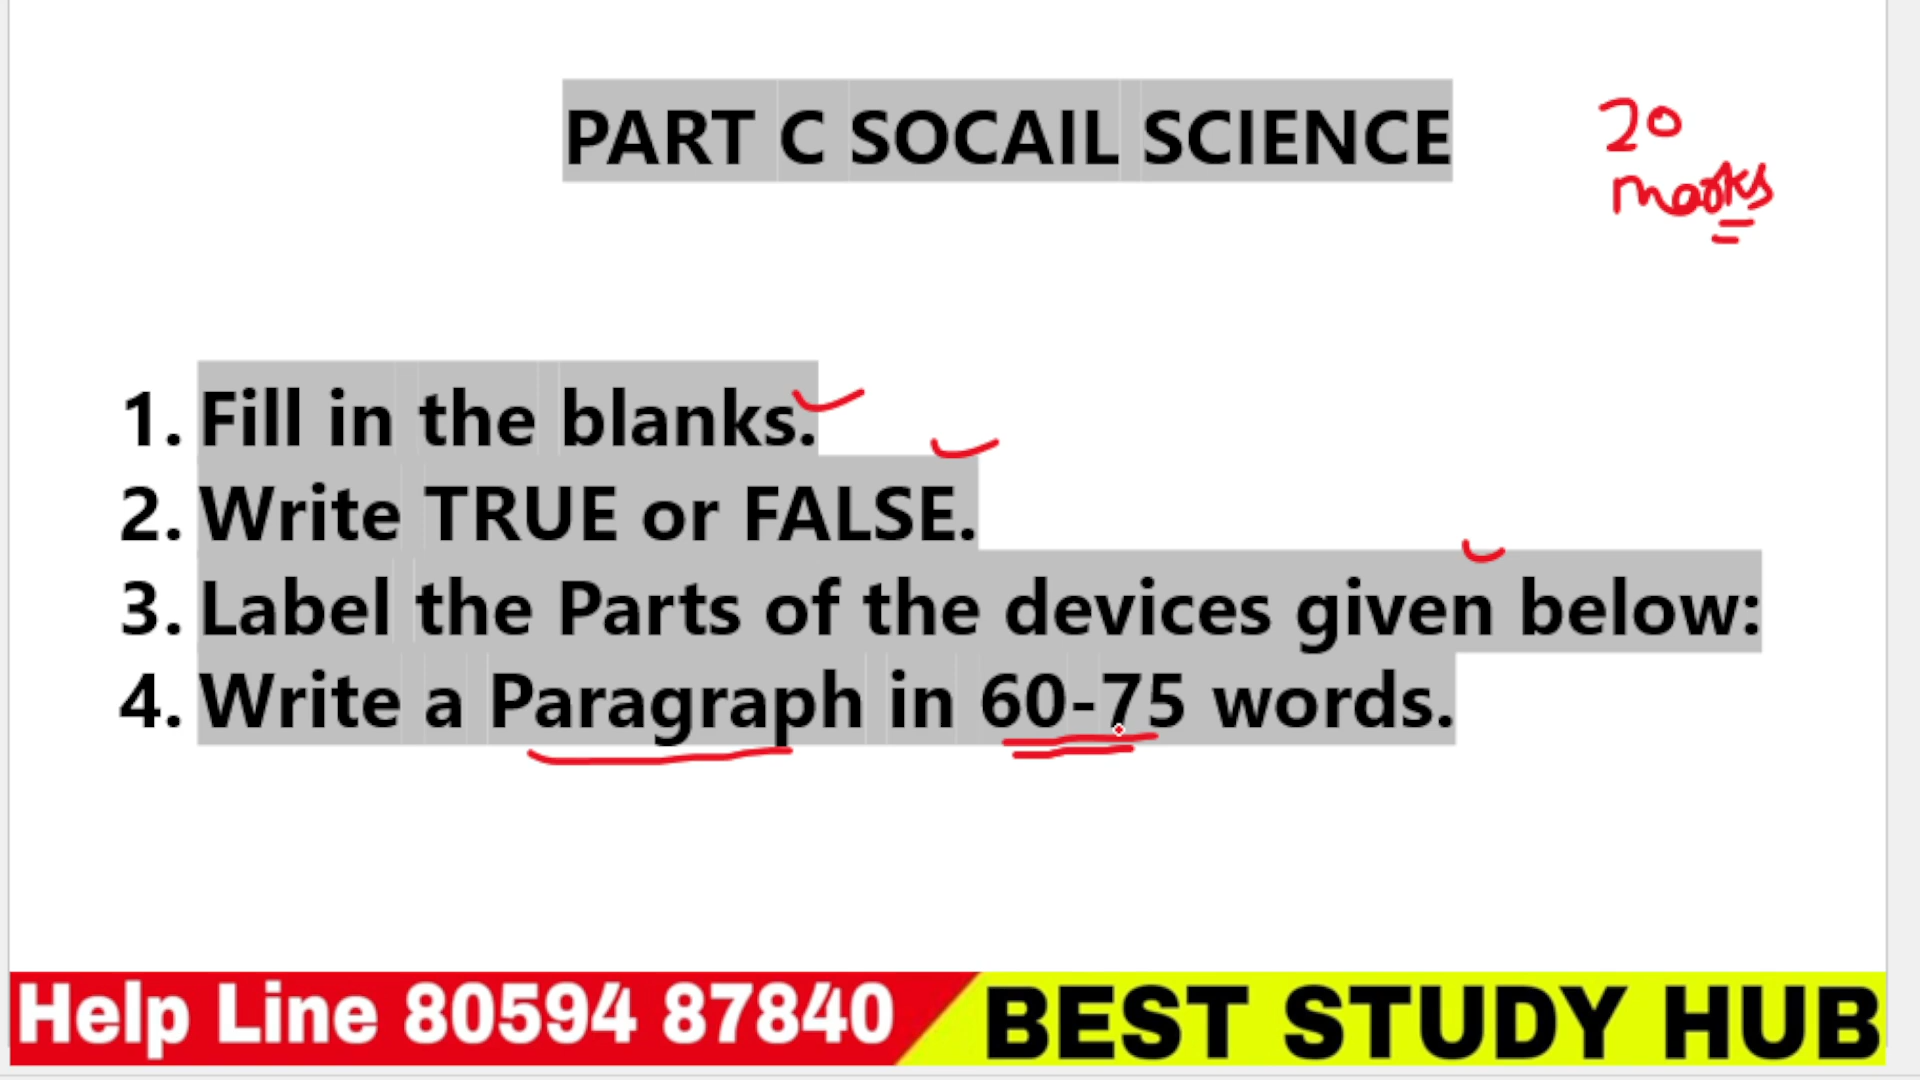 PART C SOCAIL SCIENCE
20
marks
1. Fill in the blanks.
2. Write TRUE or FALSE.
3. Label the Parts of the devices given below:
4. Write a Paragraph in 60-75 words.
Help Line 80594 87840
BEST STUDY HUB